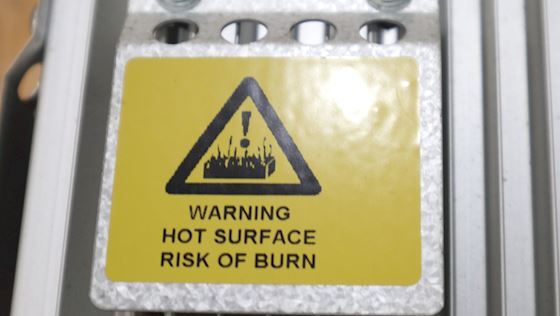 WARNING
HOT SURFACE
RISK OF BURN